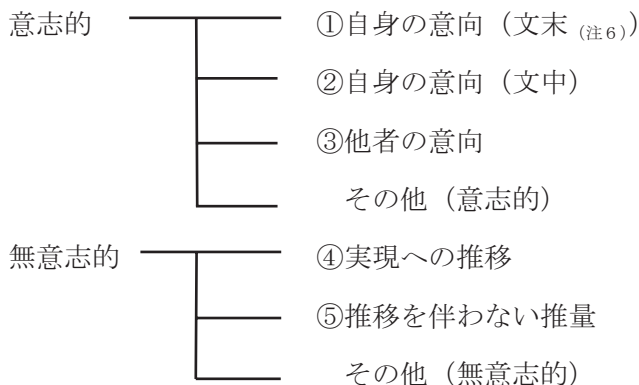 意志的 ①自身の意向（文末（注６））
②自身の意向（文中）
③他者の意向
その他（意志的）
無意志的 ④実現への推移
⑤推移を伴わない推量
その他（無意志的）